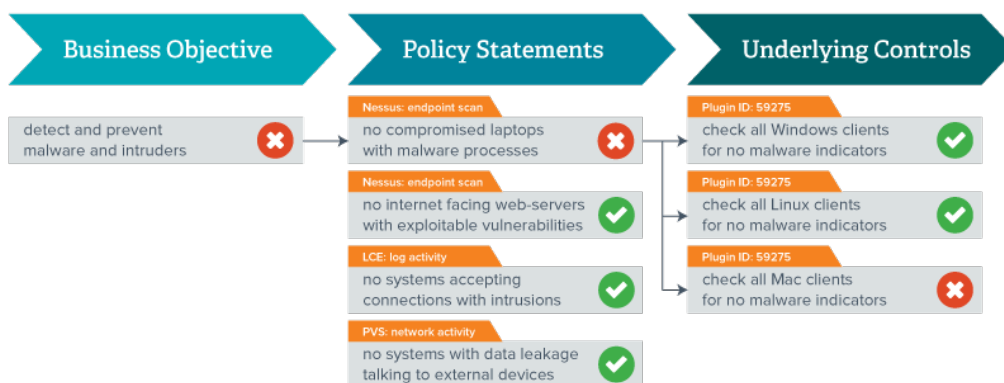 Business Objective
Policy Statements
Underlying Controls
detect and prevent
malware and intruders
Nessus: endpoint scan
no compromised laptops
with malware processes
Nessus: endpoint scan
no internet facing web-servers
with exploitable vulnerabilities
LCE: log activity
no systems accepting
connections with intrusions
PVS: network activity
no systems with data leakage
talking to external devices
Plugin ID: 59275
check all Windows clients
for no malware indicators
Plugin ID: 59275
check all Linux clients
for no malware indicators
Plugin ID: 59275
check all Mac clients
for no malware indicators